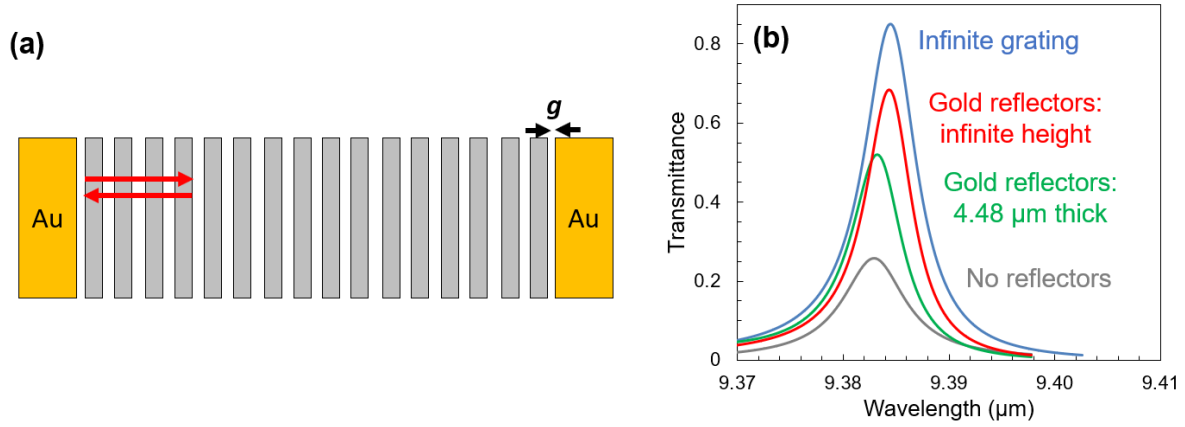 (a)
g
Au
Au
(b)
Infinite grating
Gold reflectors:
infinite height
Gold reflectors:
4.48 µm thick
No reflectors
Transmittance
0.8
0.6
0.4
0.2
0
9.37
9.38
9.39
9.40
9.41
Wavelength (µm)